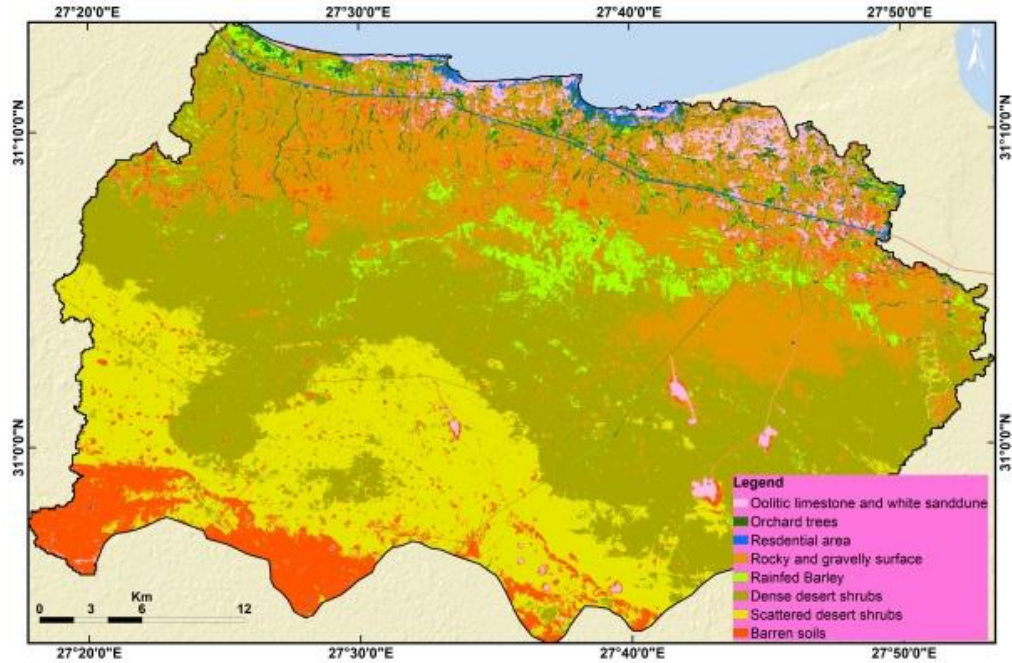 27°20'0"E 27°30'0"E 27°40'0"E 27°50'0"E
N
31°10'0"N 31°10'0"N
31°0'0"N 31°0'0"N
Legend
Oolitic limestone and white sanddune
Orchard trees
Resdential area
Rocky and gravelly surface
Rainfed Barley
Dense desert shrubs
Scattered desert shrubs
Barren soils
Km
0 3 6 12
27°20'0"E 27°30'0"E 27°40'0"E 27°50'0"E